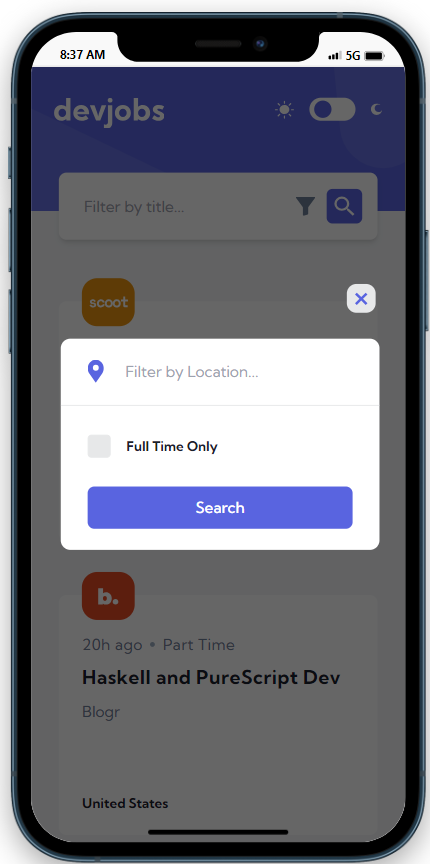 8:37 AM
5G
devjobs
Filter by title...
scoot
Filter by Location...
Full Time Only
Search
b.
20h ago • Part Time
Haskell and PureScript Dev
Blogr
United States